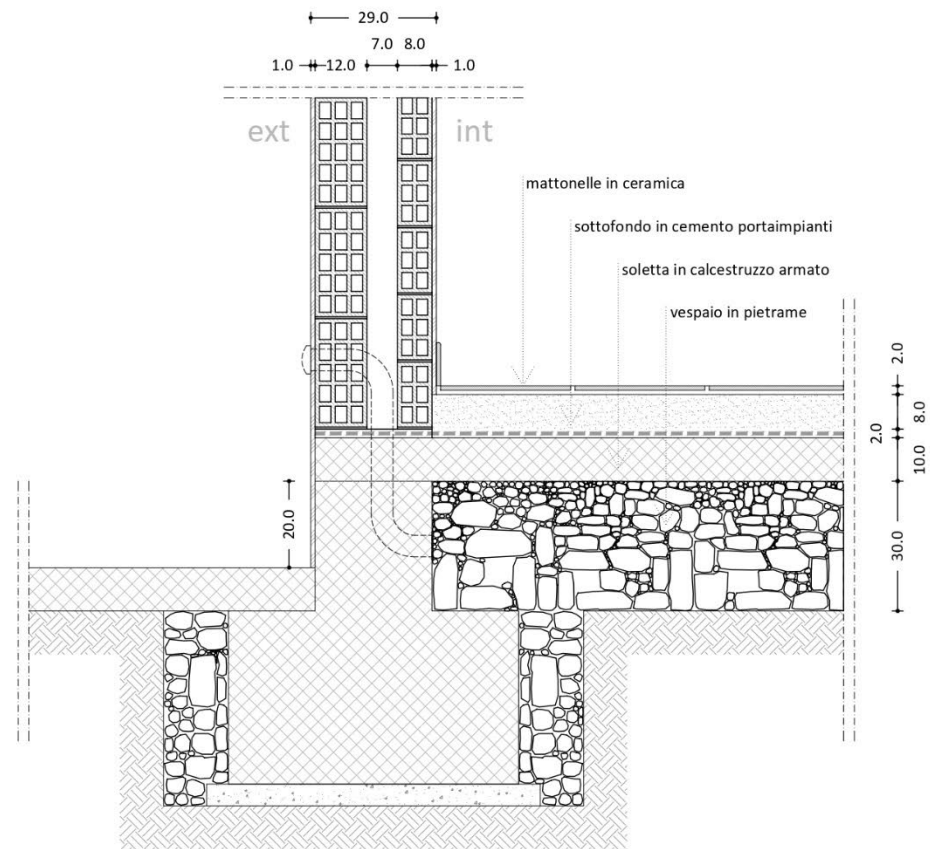 29.0
7.0 8.0
1.0 12.0 1.0
ext int
mattonelle in ceramica
sottofondo in cemento portaimpianti
soletta in calcestruzzo armato
vespaio in pietrame
2.0
8.0
2.0
10.0
20.0
30.0